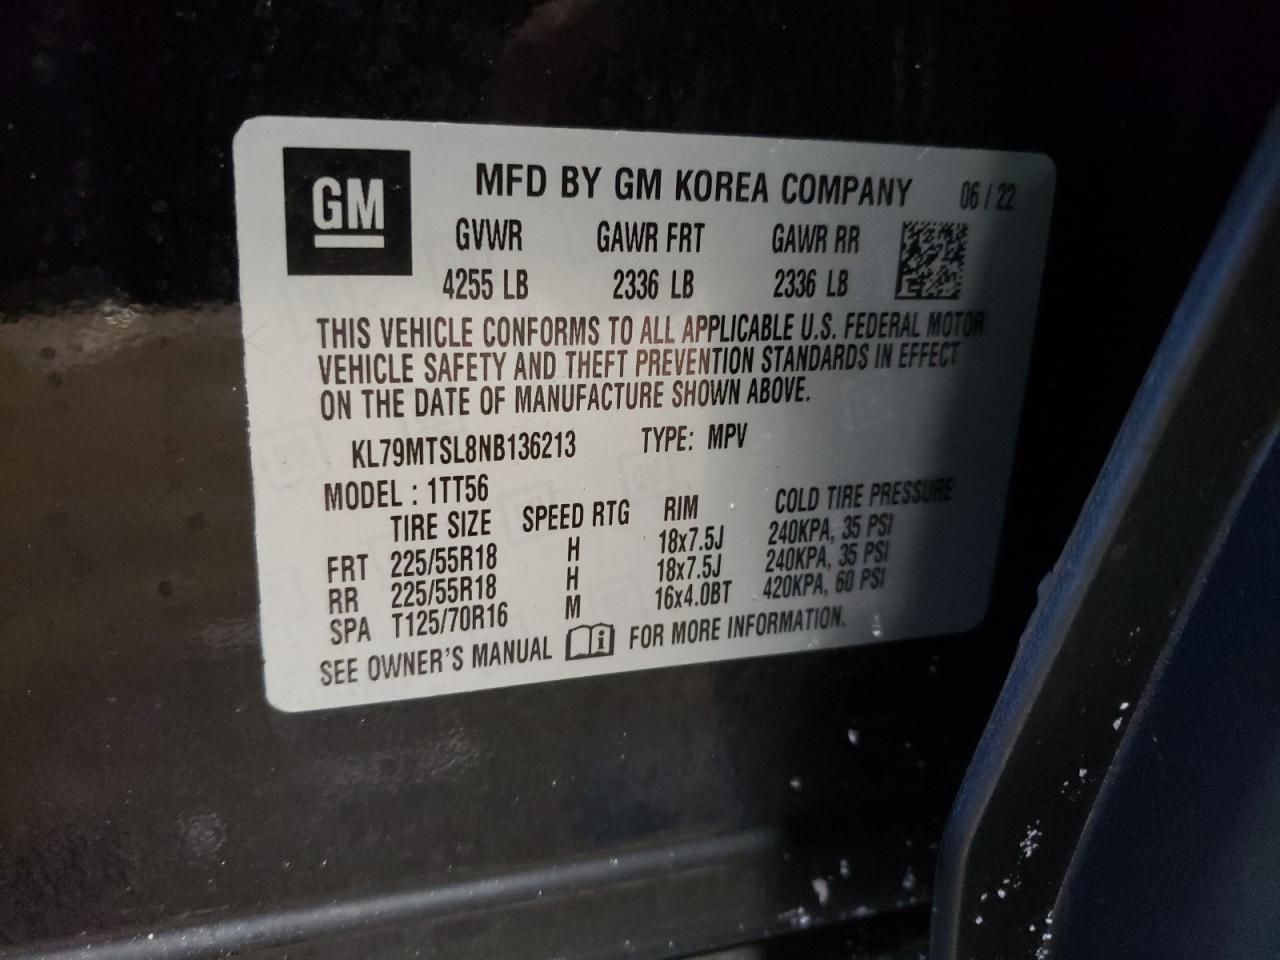 GM
MFD BY GM KOREA COMPANY 06 / 22
GVWR GAWR FRT GAWR RR
4255 LB 2336 LB 2336 LB
THIS VEHICLE CONFORMS TO ALL APPLICABLE U.S. FEDERAL MOTOR
VEHICLE SAFETY AND THEFT PREVENTION STANDARDS IN EFFECT
ON THE DATE OF MANUFACTURE SHOWN ABOVE.
KL79MTSL8NB136213 TYPE: MPV
MODEL : 1TT56
TIRE SIZE SPEED RTG RIM COLD TIRE PRESSURE
FRT 225/55R18 H 18x7.5J 240KPA, 35 PSI
RR 225/55R18 H 18x7.5J 240KPA, 35 PSI
SPA T125/70R16 M 16x4.0BT 420KPA, 60 PSI
SEE OWNER'S MANUAL i FOR MORE INFORMATION.